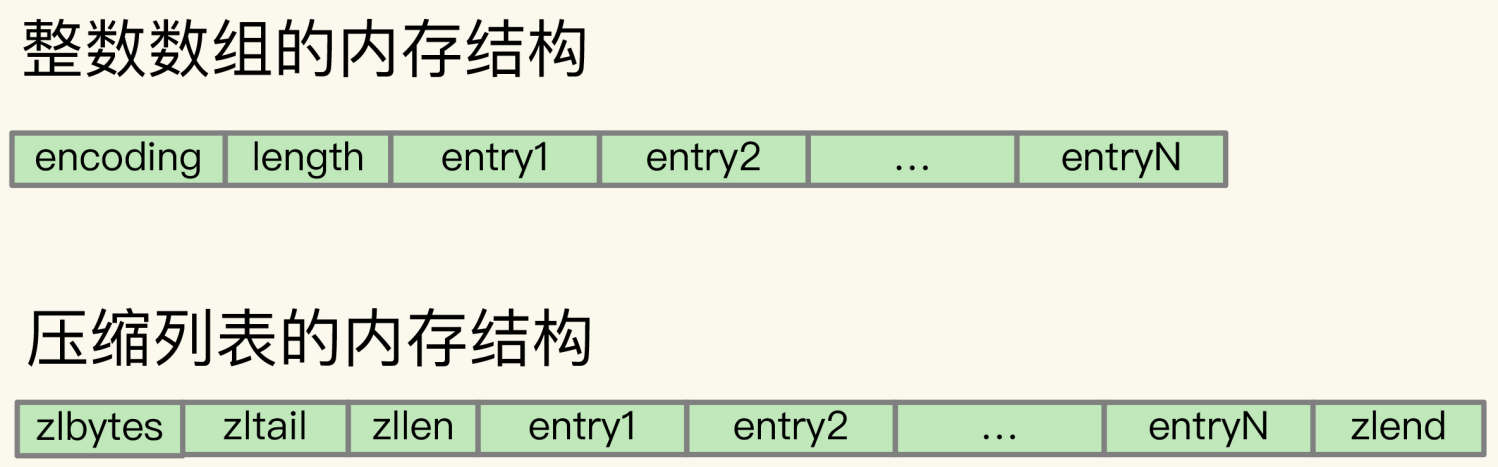 整数数组的内存结构
encoding length entry1 entry2 ... entryN
压缩列表的内存结构
zlbytes zltail zllen entry1 entry2 ... entryN zlend